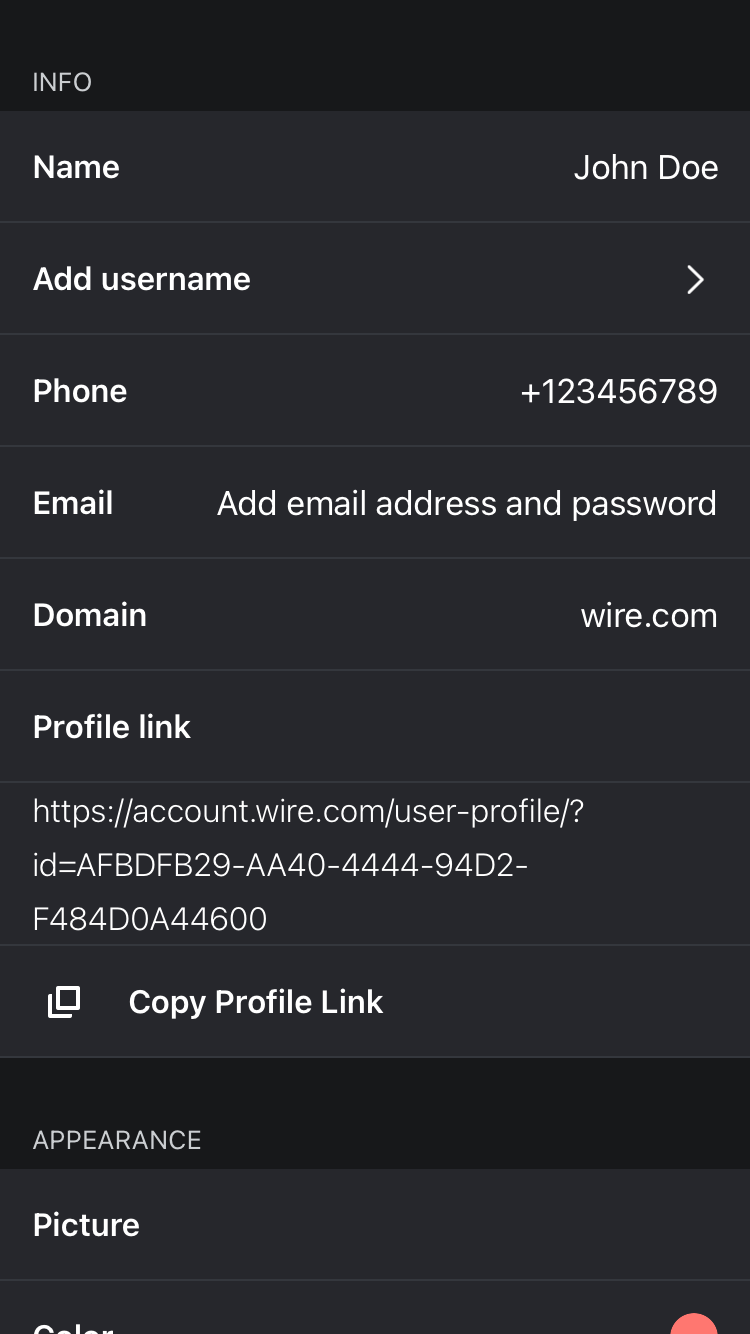 INFO
Name John Doe
Add username
Phone +123456789
Email Add email address and password
Domain wire.com
Profile link
https://account.wire.com/user-profile/?
id=AFBDFB29-AA40-4444-94D2-
F484D0A44600
Copy Profile Link
APPEARANCE
Picture
Color